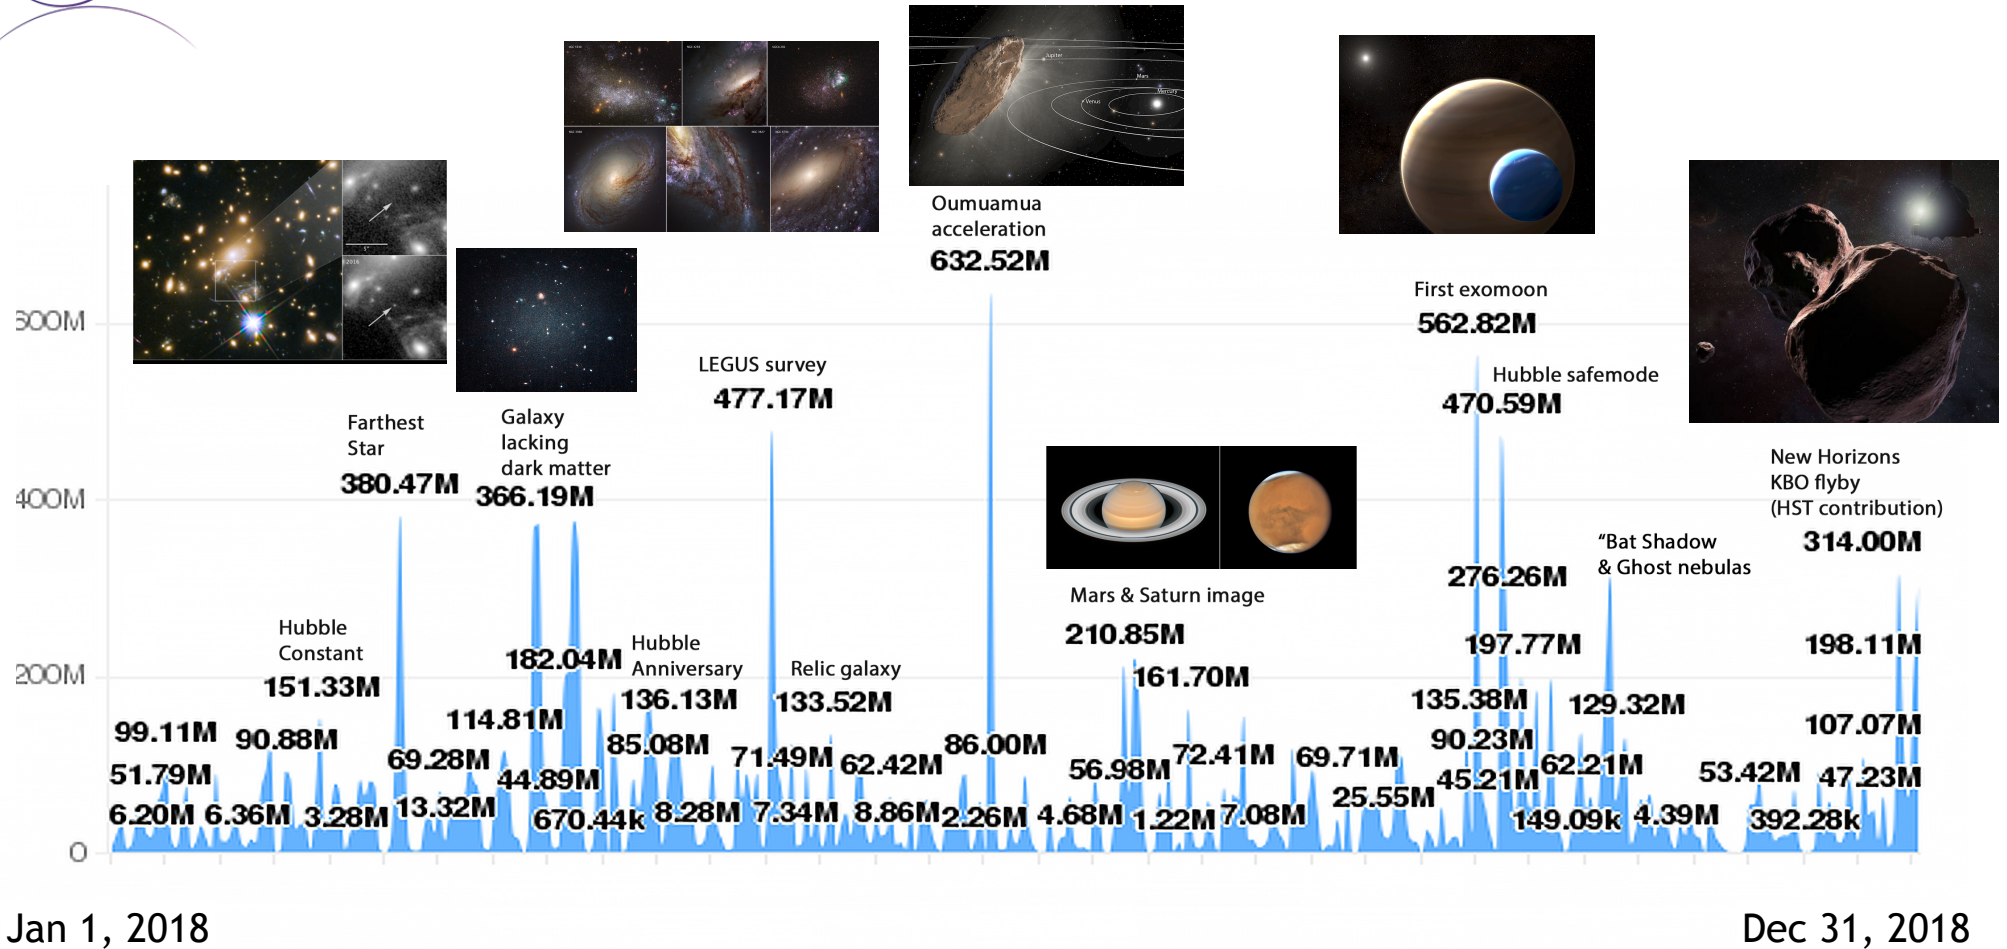 Jupiter
Mars
Venus
Mercury
Oumuamua
acceleration
632.52M
First exomoon
562.82M
600M
LEGUS survey
477.17M
Hubble safemode
470.59M
Farthest
Star
380.47M
Galaxy
lacking
dark matter
366.19M
400M
New Horizons
KBO flyby
(HST contribution)
314.00M
“Bat Shadow
& Ghost nebulas
276.26M
Mars & Saturn image
210.85M
Hubble
Constant
151.33M
182.04M
Hubble
Anniversary
136.13M
Relic galaxy
133.52M
161.70M
197.77M
198.11M
200M
135.38M
129.32M
99.11M
90.88M
114.81M
69.28M
85.08M
71.49M
62.42M
86.00M
56.98M
72.41M
69.71M
90.23M
62.21M
107.07M
51.79M
44.89M
45.21M
53.42M
47.23M
6.20M
6.36M
3.28M
13.32M
670.44k
8.28M
7.34M
8.86M
2.26M
4.68M
1.22M
7.08M
25.55M
149.09k
4.39M
392.28k
0
Jan 1, 2018
Dec 31, 2018